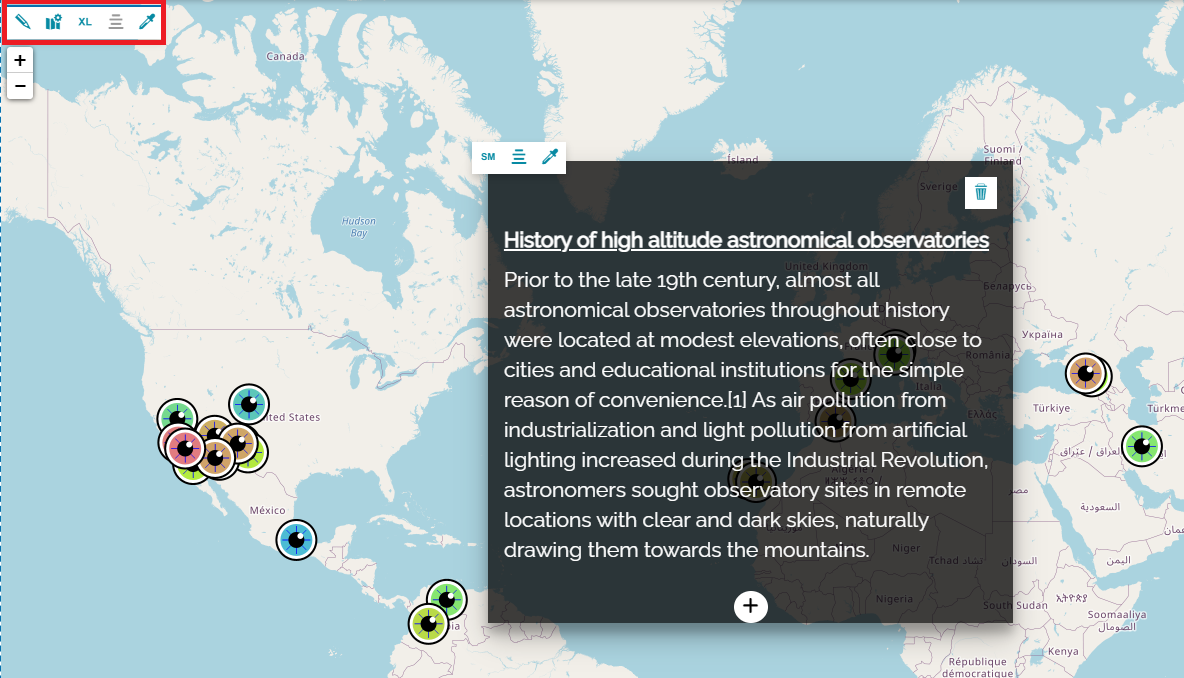 XL
+
Canada
−
Ísland
Suomi /
Finland
SM
Sverige
Hudson
Bay
History of high altitude astronomical observatories
United Kingdom
Prior to the late 19th century, almost all
astronomical observatories throughout history
were located at modest elevations, often close to
cities and educational institutions for the simple
reason of convenience.[1] As air pollution from
industrialization and light pollution from artificial
lighting increased during the Industrial Revolution,
astronomers sought observatory sites in remote
locations with clear and dark skies, naturally
drawing them towards the mountains.
Беларусь
Україна
România
Italia
Ελλάς
Türkiye
Türkme
ted States
العراق / عێراق
Algérie /
México
مصر
السعودية
موريتانيا
عمان
Niger
Tchad تشاد
السودان
اليمن
Nigeria
South Sudan
ኢትዮጵያ
Soomaaliya
الصومال
+
bia
Kenya
République
démocratique